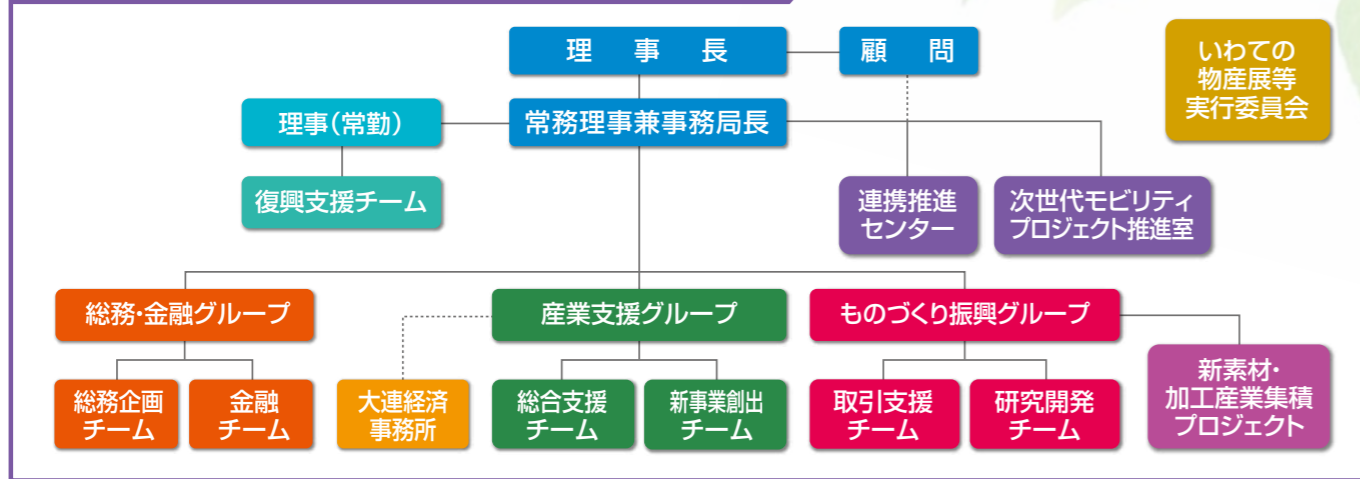 理事長
顧問
いわての
物産展等
実行委員会
理事(常勤)
常務理事兼事務局長
復興支援チーム
連携推進
センター
次世代モビリティ
プロジェクト推進室
総務・金融グループ
産業支援グループ
ものづくり振興グループ
総務企画
チーム
金融
チーム
大連経済
事務所
総合支援
チーム
新事業創出
チーム
取引支援
チーム
研究開発
チーム
新素材・
加工産業集積
プロジェクト